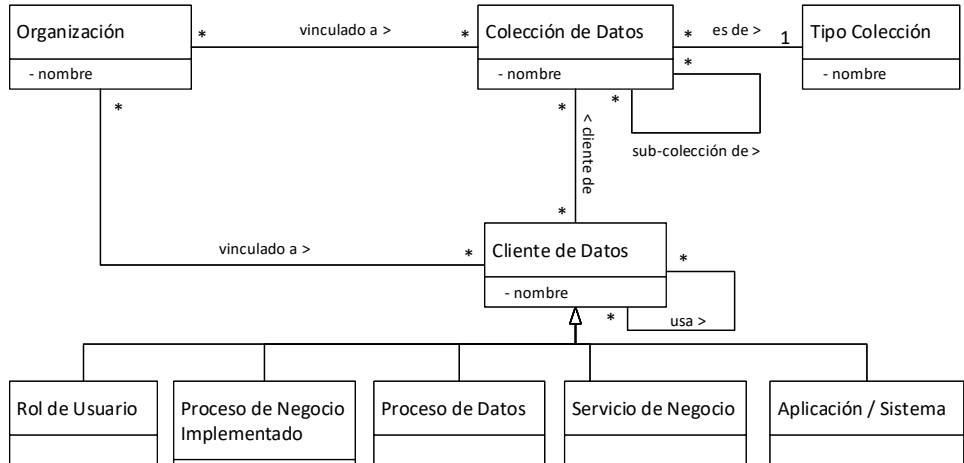 Organización
- nombre
*
vinculado a >
*
Colección de Datos
- nombre
*
es de >
1
Tipo Colección
- nombre
*
*
sub-colección de >
*
< cliente de
*
*
vinculado a >
*
Cliente de Datos
- nombre
*
*
usa >
Rol de Usuario
Proceso de Negocio
Implementado
Proceso de Datos
Servicio de Negocio
Aplicación / Sistema